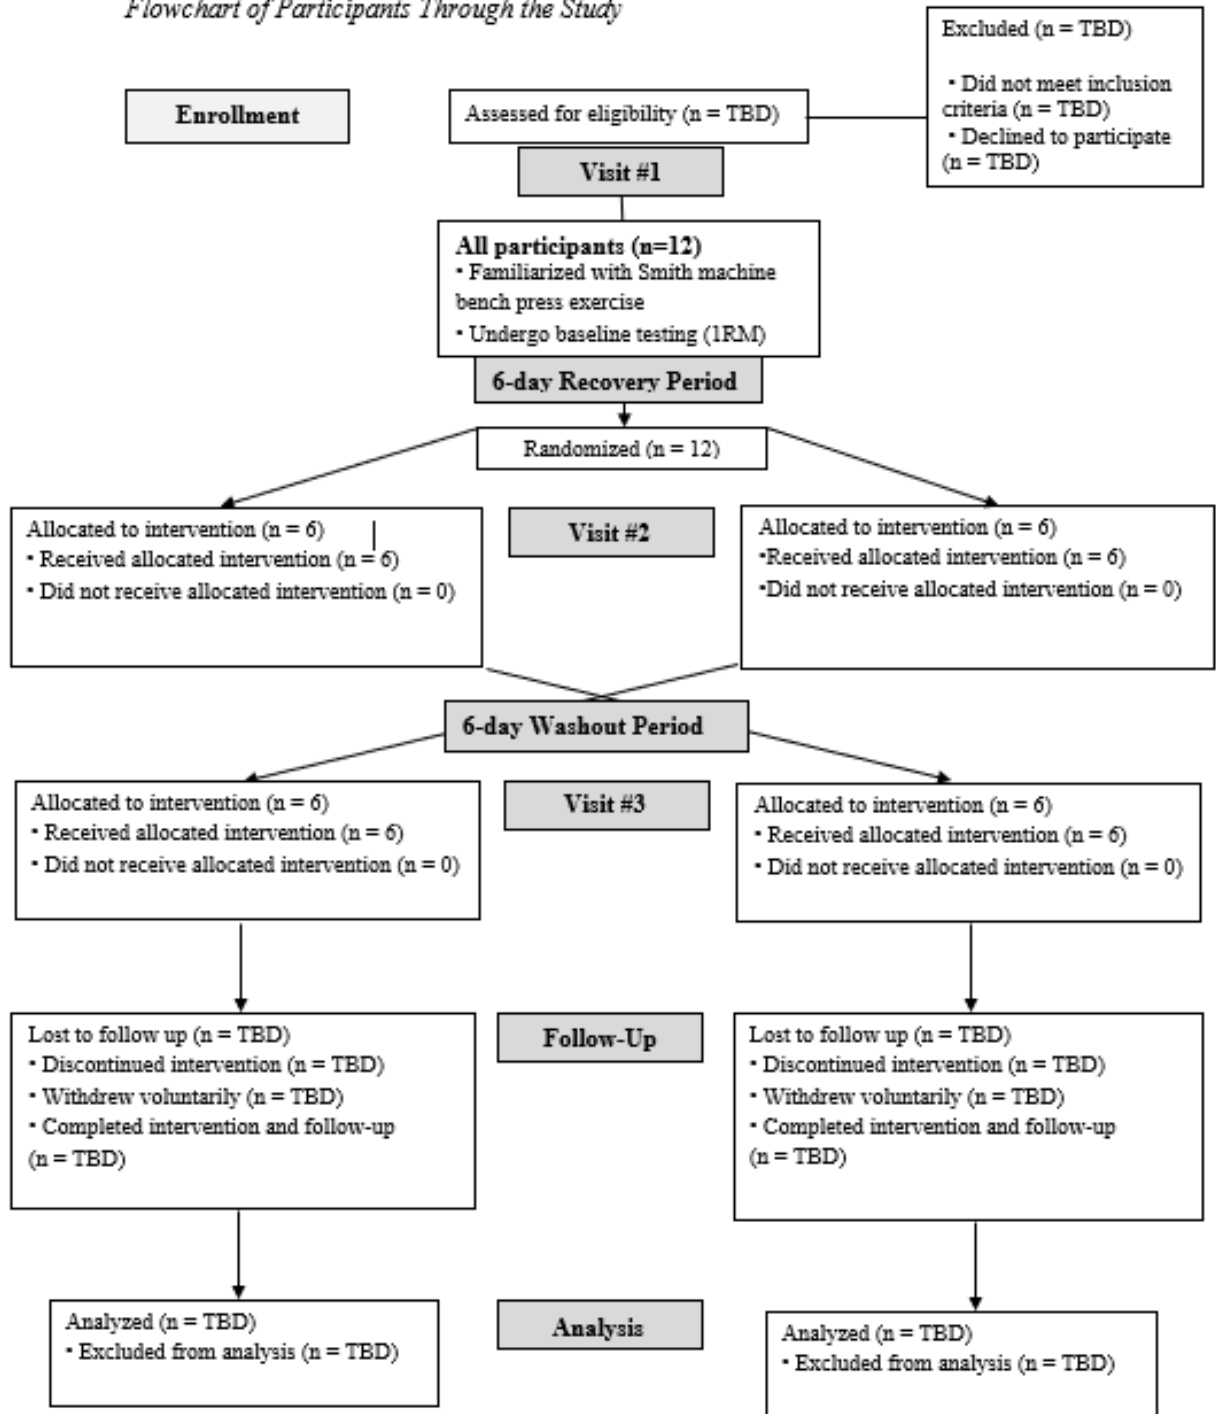 Flowchart of Participants Through the Study
Excluded (n = TBD)
▪ Did not meet inclusion
criteria (n = TBD)
▪ Declined to participate
(n = TBD)
Enrollment
Assessed for eligibility (n = TBD)
Visit #1
All participants (n=12)
▪ Familiarized with Smith machine
bench press exercise
▪ Undergo baseline testing (1RM)
6-day Recovery Period
Randomized (n = 12)
Allocated to intervention (n = 6)
▪ Received allocated intervention (n = 6)
▪ Did not receive allocated intervention (n = 0)
Visit #2
Allocated to intervention (n = 6)
▪Received allocated intervention (n = 6)
▪Did not receive allocated intervention (n = 0)
6-day Washout Period
Allocated to intervention (n = 6)
▪ Received allocated intervention (n = 6)
▪ Did not receive allocated intervention (n = 0)
Visit #3
Allocated to intervention (n = 6)
▪ Received allocated intervention (n = 6)
▪ Did not receive allocated intervention (n = 0)
Lost to follow up (n = TBD)
▪ Discontinued intervention (n = TBD)
▪ Withdrew voluntarily (n = TBD)
▪ Completed intervention and follow-up
(n = TBD)
Follow-Up
Lost to follow up (n = TBD)
▪ Discontinued intervention (n = TBD)
▪ Withdrew voluntarily (n = TBD)
▪ Completed intervention and follow-up
(n = TBD)
Analyzed (n = TBD)
▪ Excluded from analysis (n = TBD)
Analysis
Analyzed (n = TBD)
▪ Excluded from analysis (n = TBD)